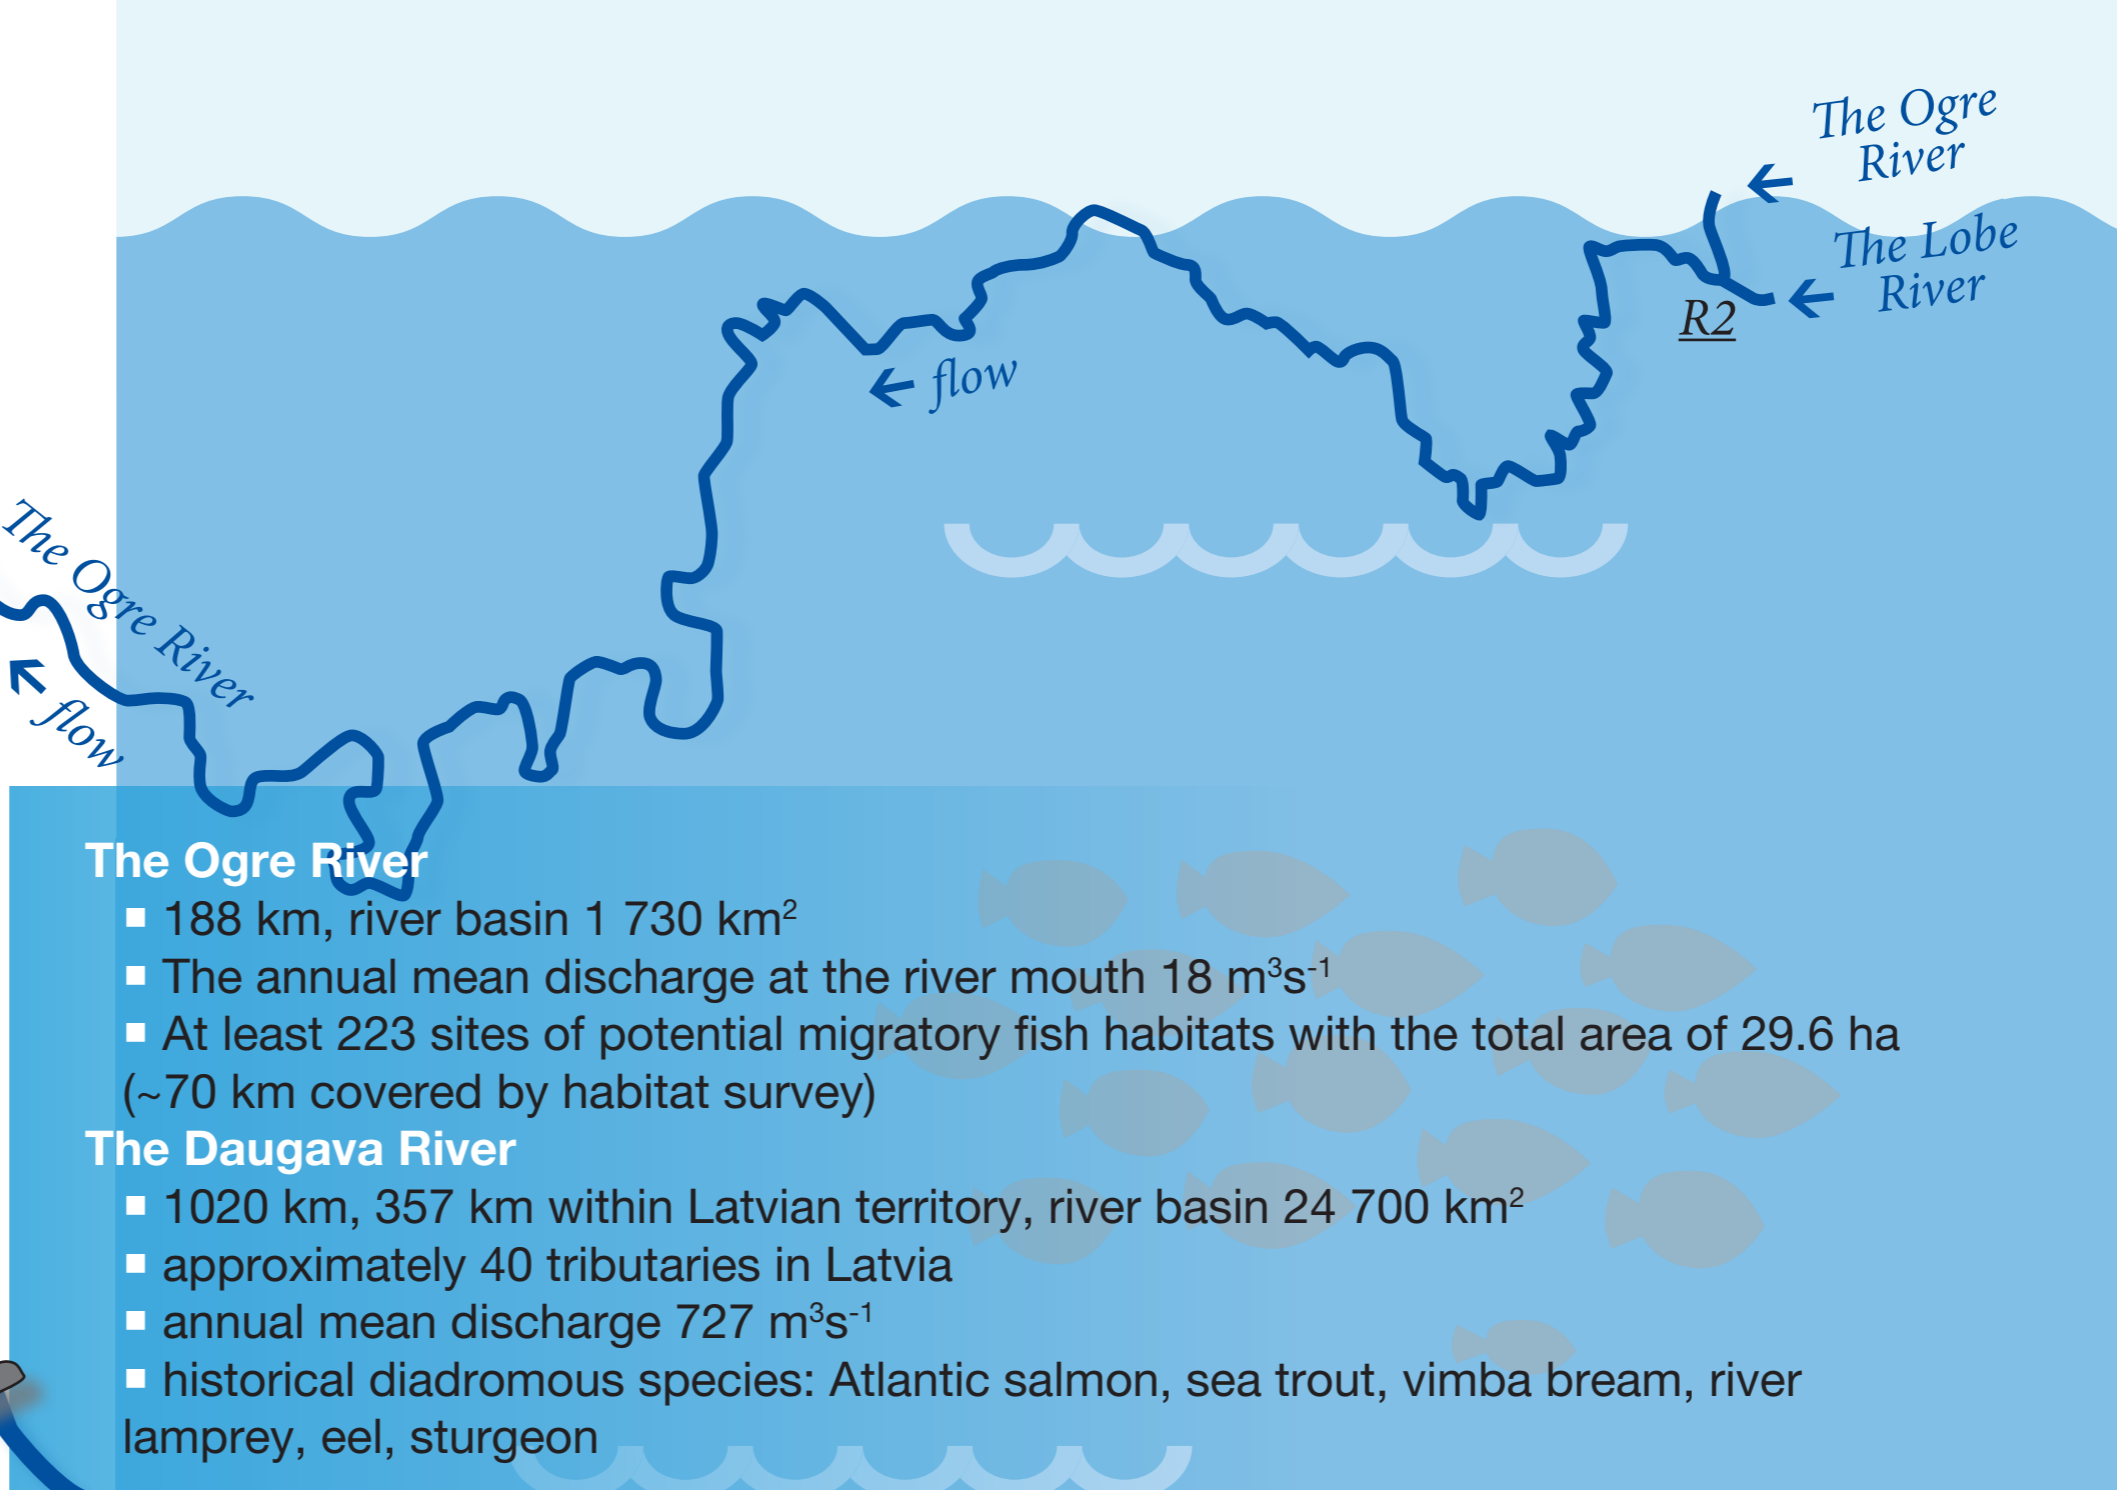 The Ogre
River
The Lobe
River
R2
← flow
The Ogre River
← flow
The Ogre River
▪ 188 km, river basin 1 730 km²
▪ The annual mean discharge at the river mouth 18 m³s⁻¹
▪ At least 223 sites of potential migratory fish habitats with the total area of 29.6 ha
(~70 km covered by habitat survey)
The Daugava River
▪ 1020 km, 357 km within Latvian territory, river basin 24 700 km²
▪ approximately 40 tributaries in Latvia
▪ annual mean discharge 727 m³s⁻¹
▪ historical diadromous species: Atlantic salmon, sea trout, vimba bream, river
lamprey, eel, sturgeon